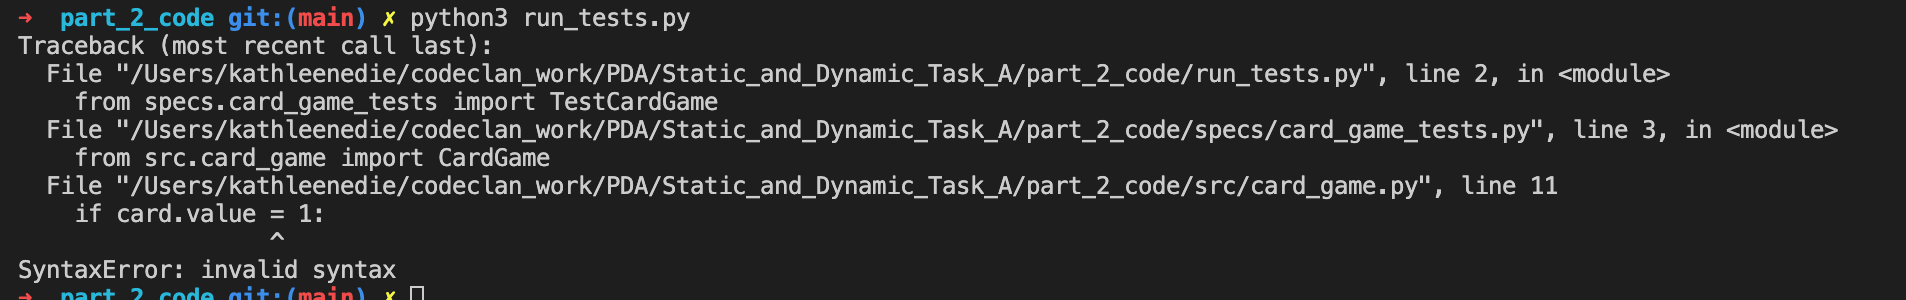 ➜  part_2_code git:(main) ✗ python3 run_tests.py
Traceback (most recent call last):
  File "/Users/kathleenedie/codeclan_work/PDA/Static_and_Dynamic_Task_A/part_2_code/run_tests.py", line 2, in <module>
    from specs.card_game_tests import TestCardGame
  File "/Users/kathleenedie/codeclan_work/PDA/Static_and_Dynamic_Task_A/part_2_code/specs/card_game_tests.py", line 3, in <module>
    from src.card_game import CardGame
  File "/Users/kathleenedie/codeclan_work/PDA/Static_and_Dynamic_Task_A/part_2_code/src/card_game.py", line 11
    if card.value = 1:
                  ^
SyntaxError: invalid syntax
➜  part_2_code git:(main) ✗